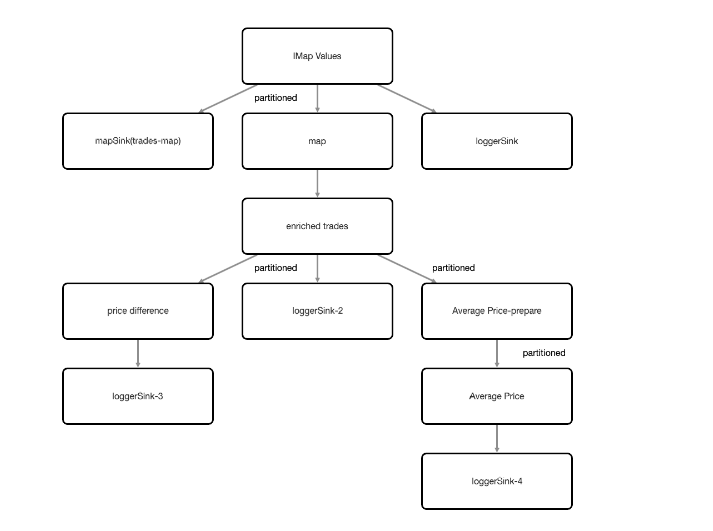 IMap Values
partitioned
mapSink(trades-map)
map
loggerSink
enriched trades
partitioned
partitioned
price difference
loggerSink-2
Average Price-prepare
partitioned
loggerSink-3
Average Price
loggerSink-4